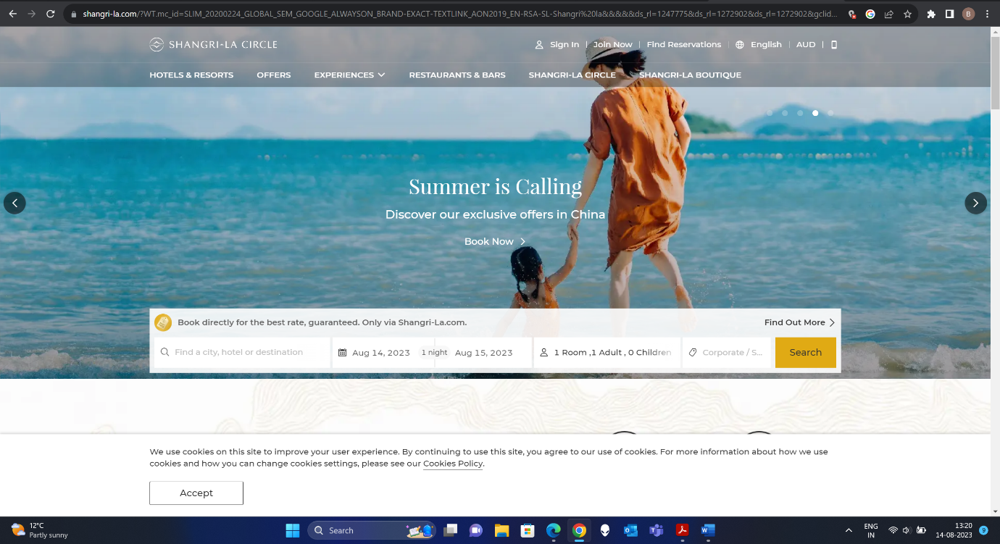 shangri-la.com/?WT.mc_id=SLIM_20200224_GLOBAL_SEM_GOOGLE_ALWAYSON_BRAND-EXACT-TEXTLINK_AON2019_EN-RSA-SL-Shangri%20la&&&&&ds_rl=1247775&ds_rl=1272902&ds_rl=1272902&gclid... B
SHANGRI-LA CIRCLE Sign In | Join Now | Find Reservations | English | AUD |
HOTELS & RESORTS OFFERS EXPERIENCES RESTAURANTS & BARS SHANGRI-LA CIRCLE SHANGRI-LA BOUTIQUE
Summer is Calling
Discover our exclusive offers in China
Book Now
Book directly for the best rate, guaranteed. Only via Shangri-La.com. Find Out More
Find a city, hotel or destination Aug 14, 2023 1 night Aug 15, 2023 1 Room ,1 Adult , 0 Children Corporate / S... Search
We use cookies on this site to improve your user experience. By continuing to use this site, you agree to our use of cookies. For more information about how we use
cookies and how you can change cookies settings, please see our Cookies Policy.
Accept
12°C
Partly sunny
Search
ENG
IN
13:20
14-08-2023
9